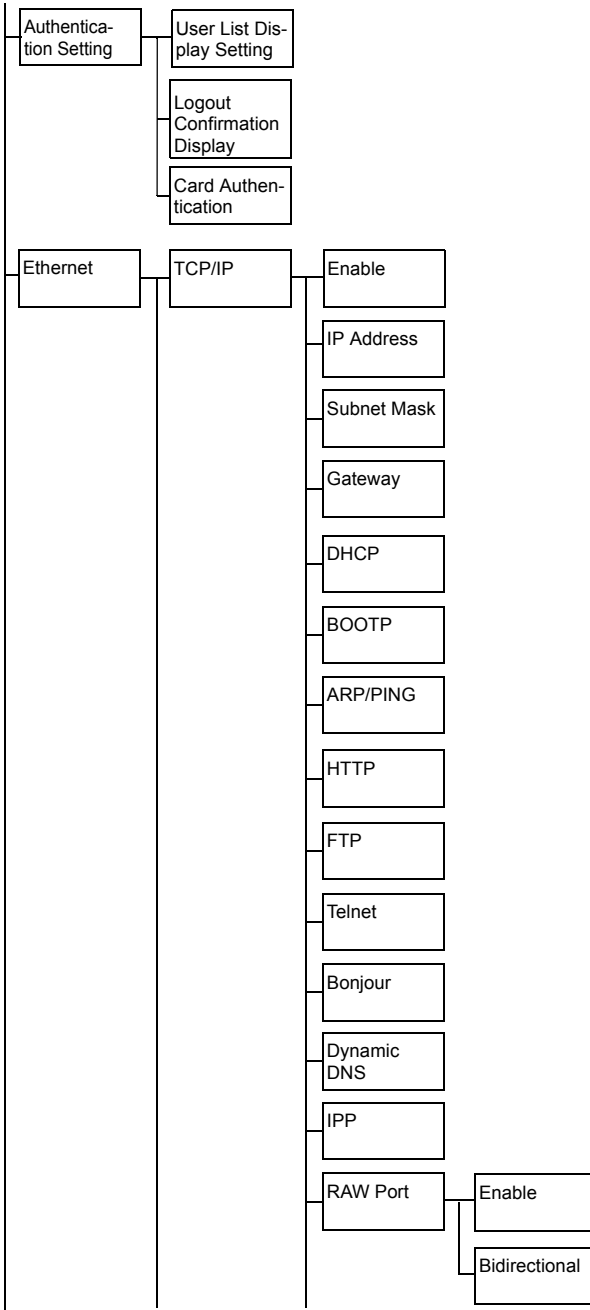 Authentica-
tion Setting
User List Dis-
play Setting
Logout
Confirmation
Display
Card Authen-
tication
Ethernet
TCP/IP
Enable
IP Address
Subnet Mask
Gateway
DHCP
BOOTP
ARP/PING
HTTP
FTP
Telnet
Bonjour
Dynamic
DNS
IPP
RAW Port
Enable
Bidirectional